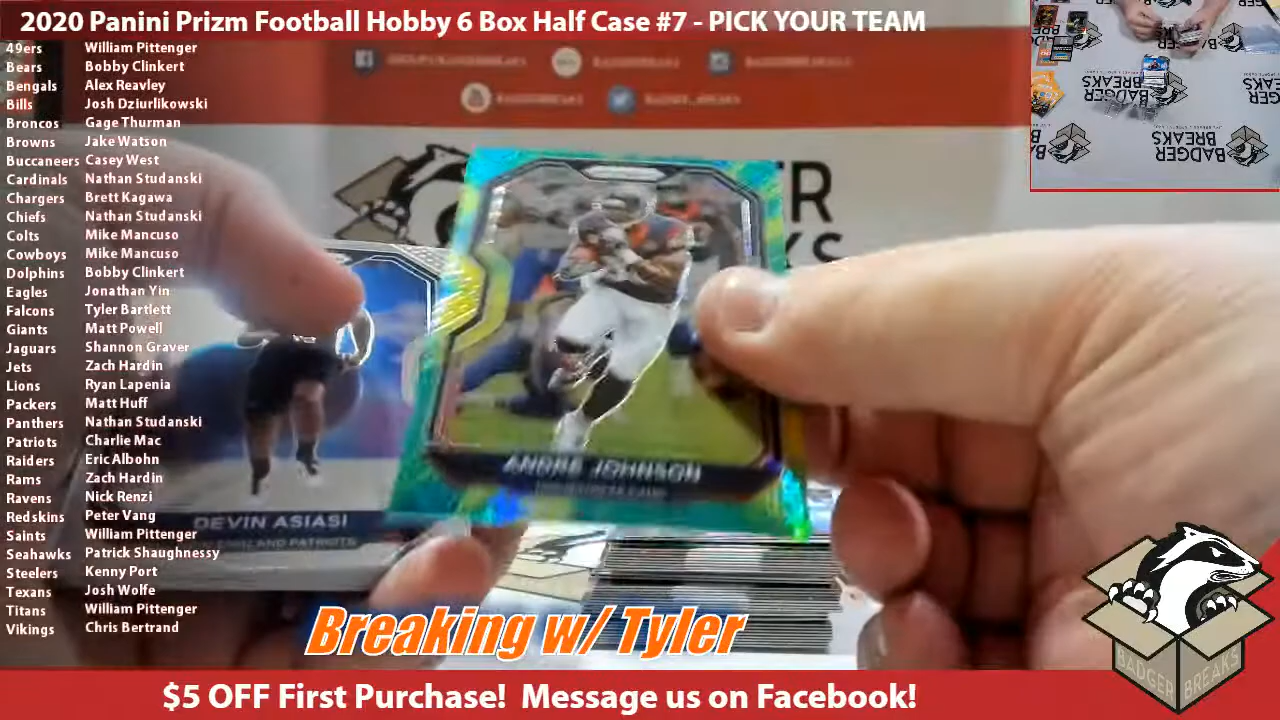 2020 Panini Prizm Football Hobby 6 Box Half Case #7 - PICK YOUR TEAM
49ers William Pittenger
Bears Bobby Clinkert
Bengals Alex Reavley
Bills Josh Dziurlikowski
Broncos Gage Thurman
Browns Jake Watson
Buccaneers Casey West
Cardinals Nathan Studanski
Chargers Brett Kagawa
Chiefs Nathan Studanski
Colts Mike Mancuso
Cowboys Mike Mancuso
Dolphins Bobby Clinkert
Eagles Jonathan Yin
Falcons Tyler Bartlett
Giants Matt Powell
Jaguars Shannon Graver
Jets Zach Hardin
Lions Ryan Lapenia
Packers Matt Huff
Panthers Nathan Studanski
Patriots Charlie Mac
Raiders Eric Albohn
Rams Zach Hardin
Ravens Nick Renzi
Redskins Peter Vang
Saints William Pittenger
Seahawks Patrick Shaughnessy
Steelers Kenny Port
Texans Josh Wolfe
Titans William Pittenger
Vikings Chris Bertrand
BADGER
BREAKS
ANDRE JOHNSON
DEVIN ASIASI
ENGLAND PATRIOTS
Breaking w/ Tyler
BADGER BREAKS
$5 OFF First Purchase! Message us on Facebook!